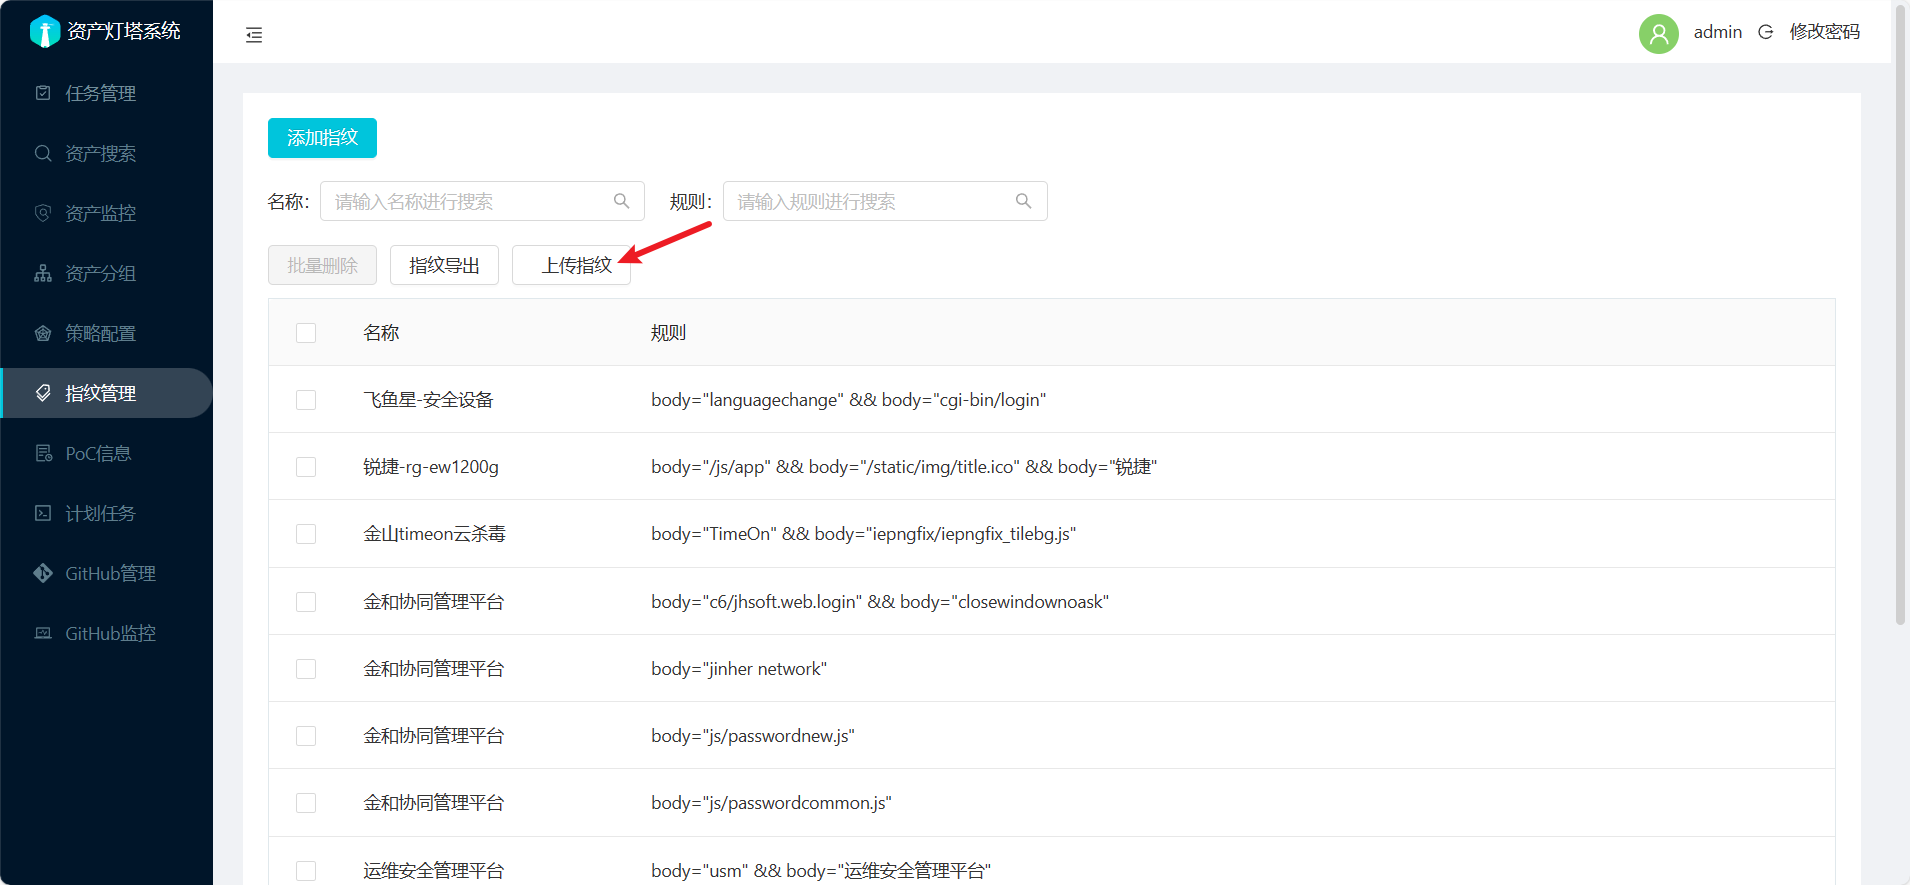 资产灯塔系统
admin 修改密码
任务管理
资产搜索
资产监控
资产分组
策略配置
指纹管理
PoC信息
计划任务
GitHub管理
GitHub监控
添加指纹
名称: 请输入名称进行搜索 规则: 请输入规则进行搜索
批量删除 指纹导出 上传指纹
名称 规则
飞鱼星-安全设备 body="languagechange" && body="cgi-bin/login"
锐捷-rg-ew1200g body="/js/app" && body="/static/img/title.ico" && body="锐捷"
金山timeon云杀毒 body="TimeOn" && body="iepngfix/iepngfix_tilebg.js"
金和协同管理平台 body="c6/jhsoft.web.login" && body="closewindownoask"
金和协同管理平台 body="jinher network"
金和协同管理平台 body="js/passwordnew.js"
金和协同管理平台 body="js/passwordcommon.js"
运维安全管理平台 body="usm" && body="运维安全管理平台"